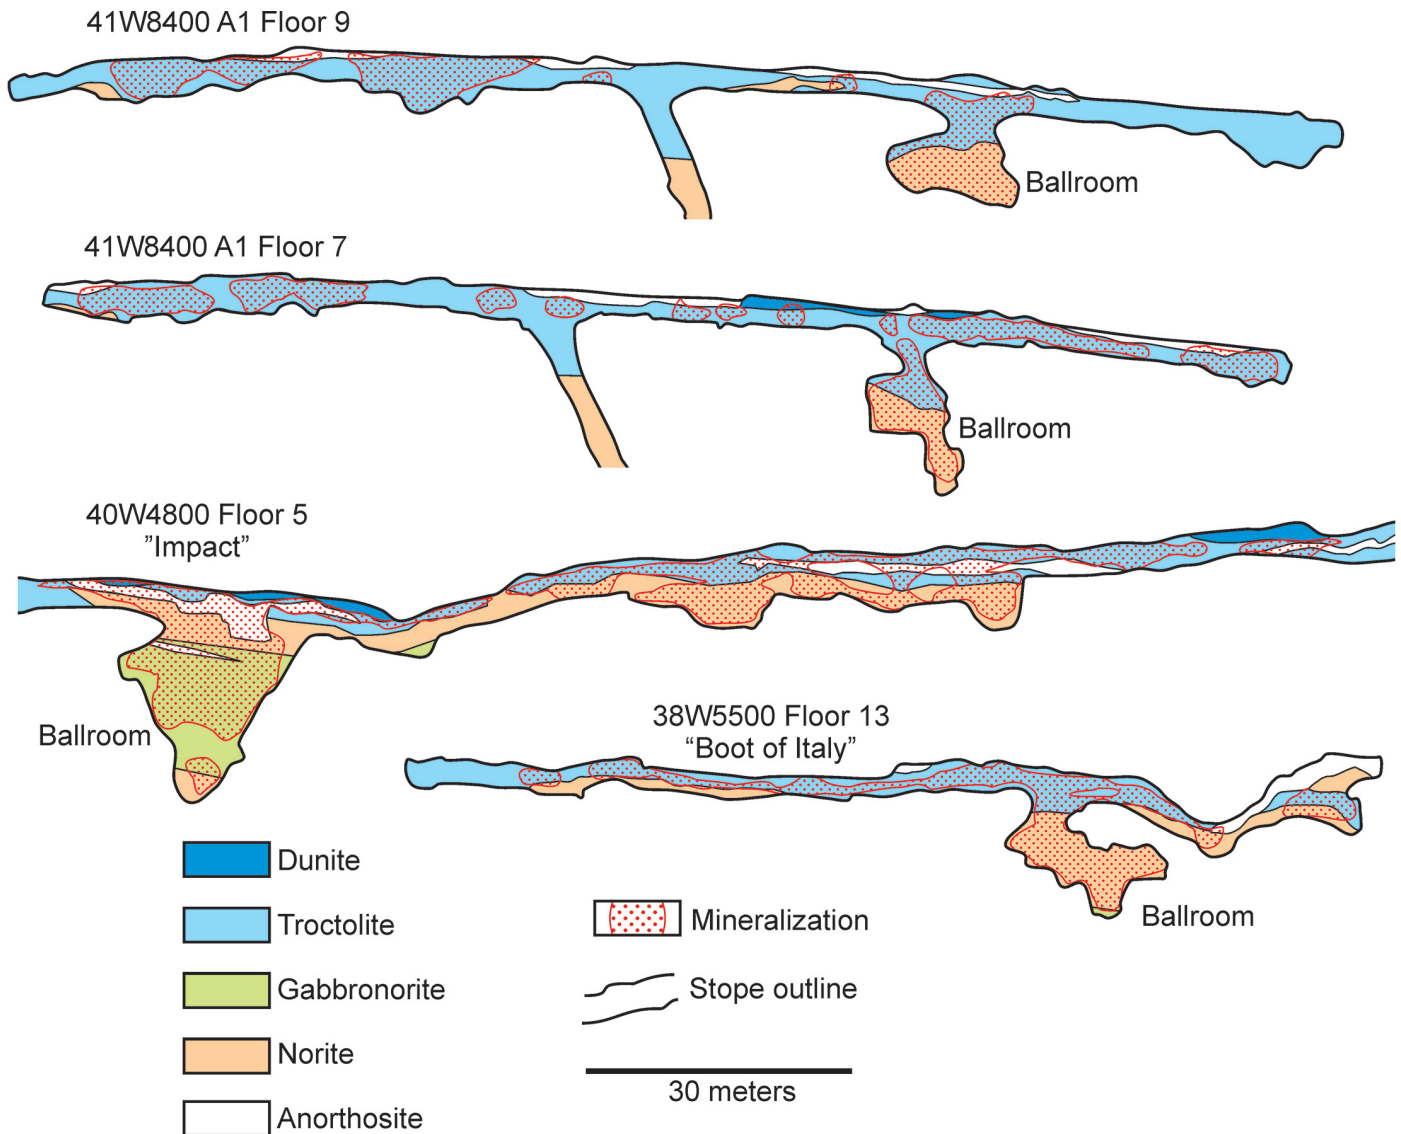 41W8400 A1 Floor 9
Ballroom
41W8400 A1 Floor 7
Ballroom
40W4800 Floor 5
”Impact”
Ballroom
38W5500 Floor 13
“Boot of Italy”
Ballroom
Dunite
Troctolite
Gabbronorite
Norite
Anorthosite
Mineralization
Stope outline
30 meters